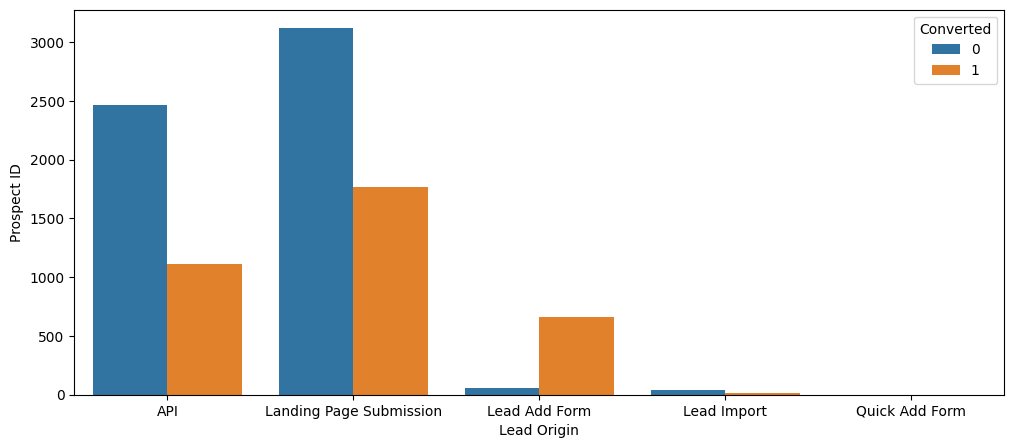 Converted
0
1
3000
2500
2000
1500
1000
500
0
Prospect ID
API Landing Page Submission Lead Add Form Lead Import Quick Add Form
Lead Origin